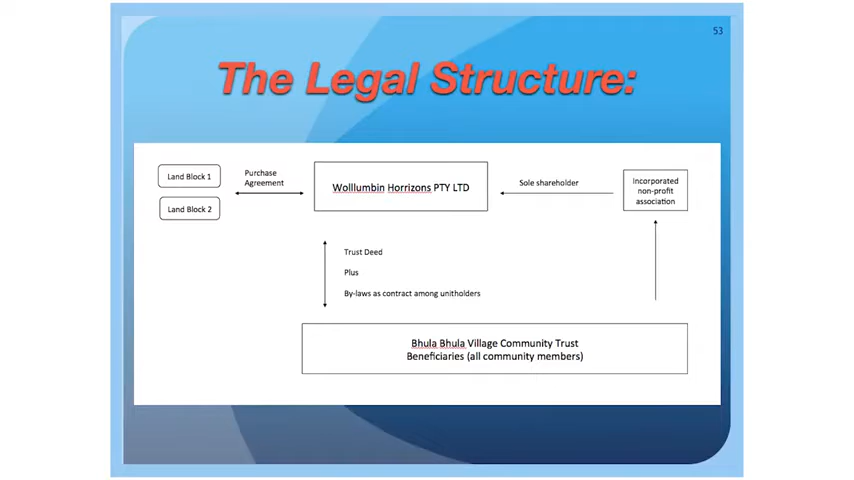 53
The Legal Structure:
Land Block 1
Land Block 2
Purchase
Agreement
Wolllumbin Horrizons PTY LTD
Sole shareholder
Incorporated
non-profit
association
Trust Deed
Plus
By-laws as contract among unitholders
Bhula Bhula Village Community Trust
Beneficiaries (all community members)